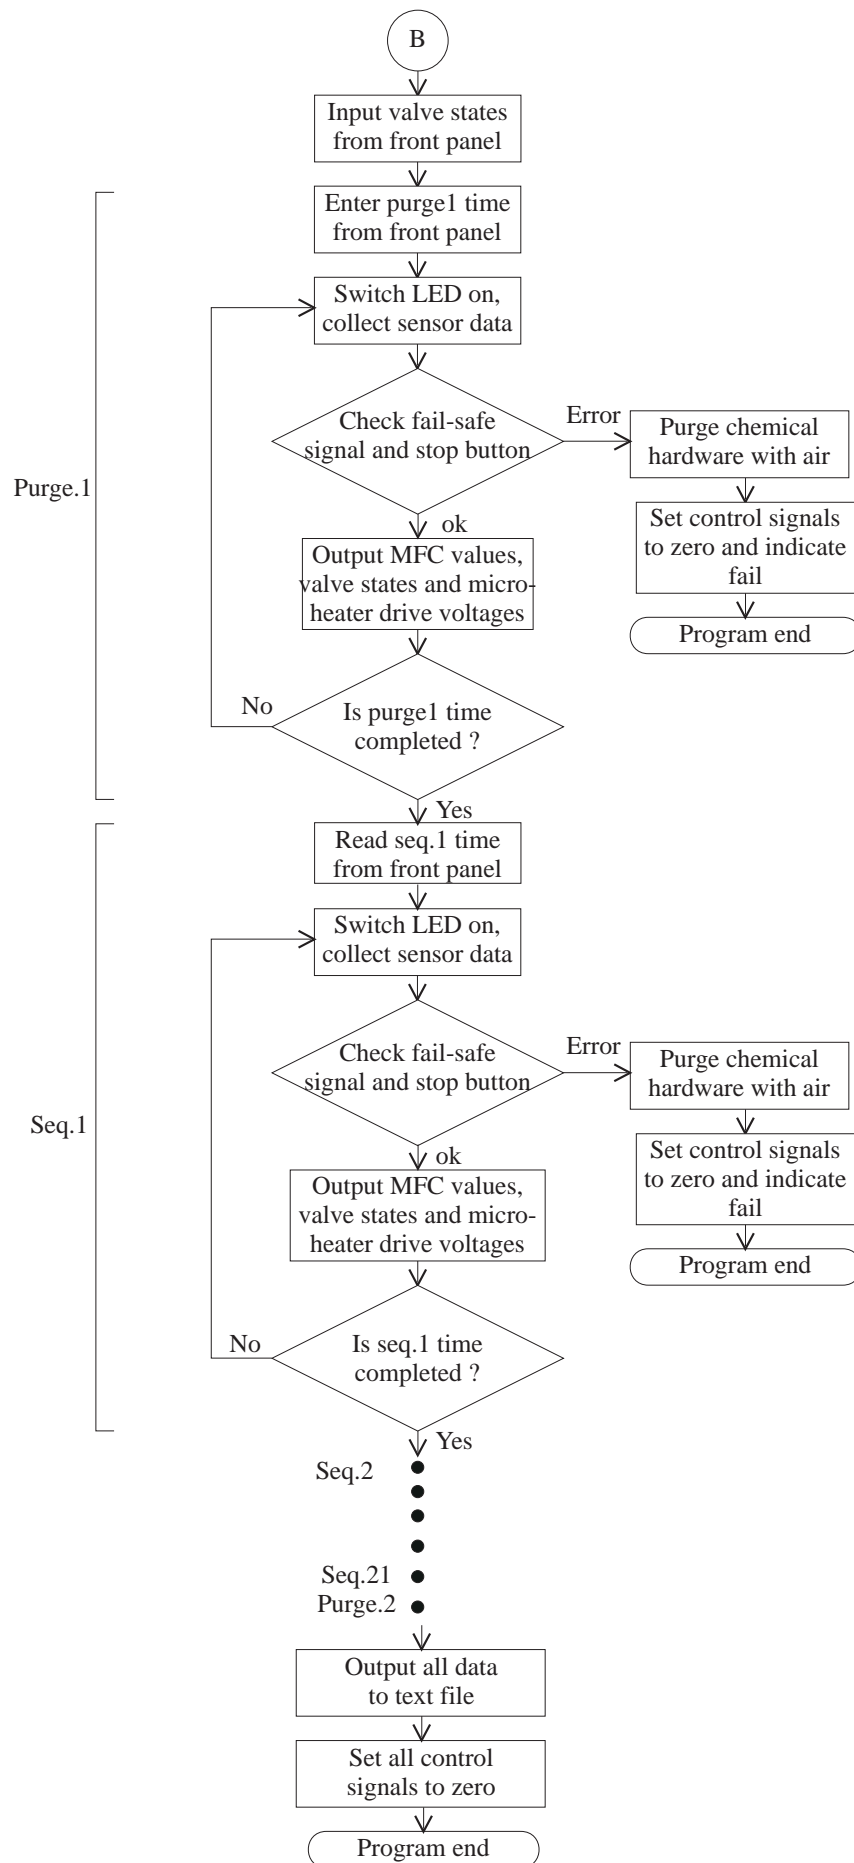 B
Input valve states
from front panel
Enter purge1 time
from front panel
Switch LED on,
collect sensor data
Check fail-safe
signal and stop button
Error
Purge chemical
hardware with air
Purge.1
ok
Set control signals
to zero and indicate
fail
Output MFC values,
valve states and micro-
heater drive voltages
Program end
No
Is purge1 time
completed ?
Yes
Read seq.1 time
from front panel
Switch LED on,
collect sensor data
Check fail-safe
signal and stop button
Error
Purge chemical
hardware with air
Seq.1
ok
Set control signals
to zero and indicate
fail
Output MFC values,
valve states and micro-
heater drive voltages
Program end
No
Is seq.1 time
completed ?
Yes
Seq.2
Seq.21
Purge.2
Output all data
to text file
Set all control
signals to zero
Program end